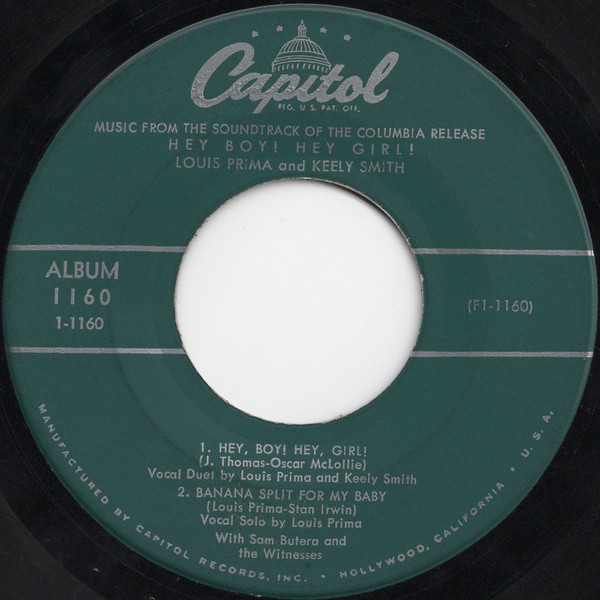 Capitol
REG. U.S. PAT. OFF.
MUSIC FROM THE SOUNDTRACK OF THE COLUMBIA RELEASE
HEY BOY! HEY GIRL!
LOUIS PRIMA and KEELY SMITH
ALBUM
1160
1-1160
(F1-1160)
1. HEY, BOY! HEY, GIRL!
(J. Thomas-Oscar McLollie)
Vocal Duet by Louis Prima and Keely Smith
2. BANANA SPLIT FOR MY BABY
(Louis Prima-Stan Irwin)
Vocal Solo by Louis Prima
With Sam Butera and
the Witnesses
MANUFACTURED BY CAPITOL RECORDS, INC. • HOLLYWOOD, CALIFORNIA • U.S.A.